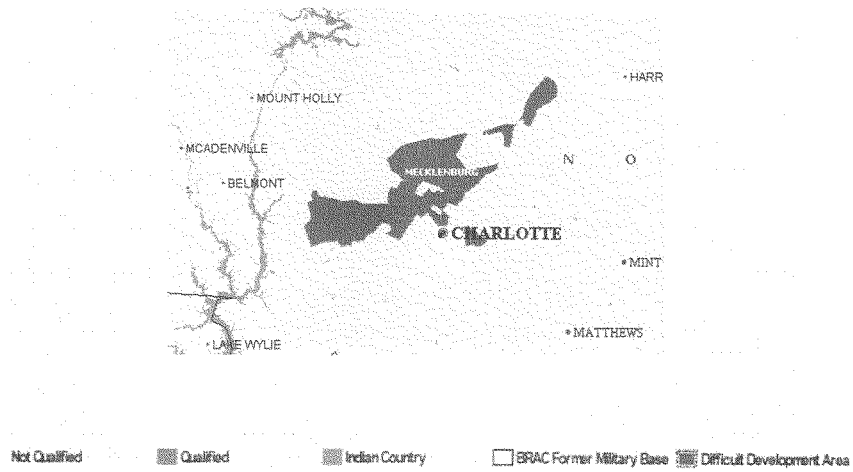 HARR
MOUNT HOLLY
MCADENVILLE
N O
MECKLENBURG
BELMONT
CHARLOTTE
MINT
MATTHEWS
LAKE WYLIE
Not Qualified Qualified Indian Country BRAC Former Military Base Difficult Development Area